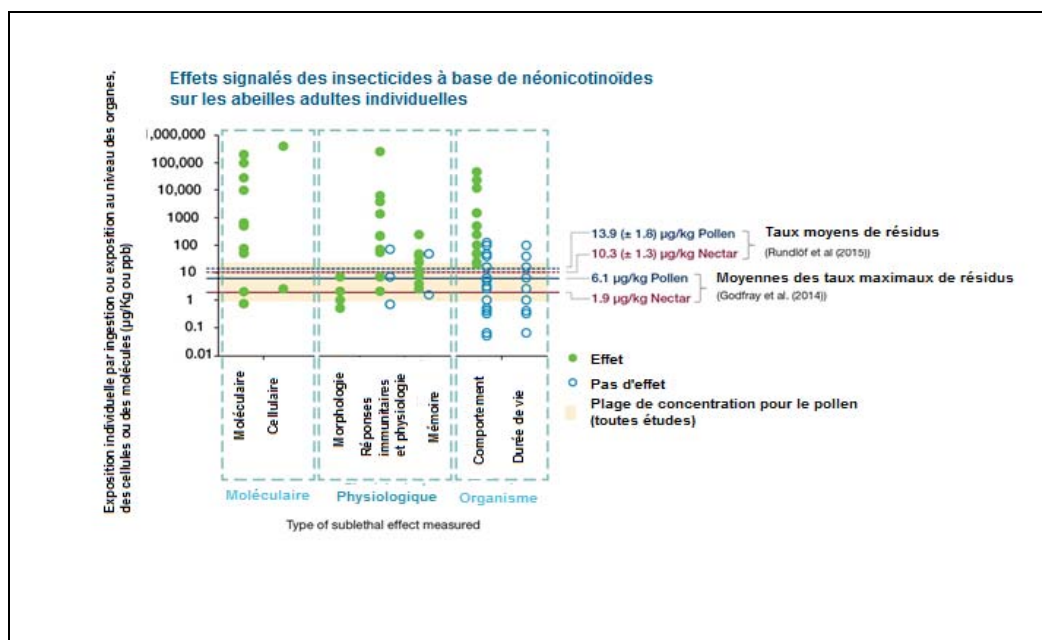 Effets signalés des insecticides à base de néonicotinoïdes
sur les abeilles adultes individuelles
Exposition individuelle par ingestion ou exposition au niveau des organes,
des cellules ou des molécules (µg/Kg ou ppb)
1,000,000
100,000
10,000
1000
100
10
1
0.1
0.01
13.9 (± 1.8) µg/kg Pollen
10.3 (± 1.3) µg/kg Nectar
Taux moyens de résidus
(Rundlöf et al (2015))
6.1 µg/kg Pollen
1.9 µg/kg Nectar
Moyennes des taux maximaux de résidus
(Godfray et al. (2014))
Effet
Pas d'effet
Plage de concentration pour le pollen
(toutes études)
Moléculaire
Cellulaire
Morphologie
Réponses
immunitaires
et physiologie
Mémoire
Comportement
Durée de vie
Moléculaire
Physiologique
Organisme
Type of sublethal effect measured